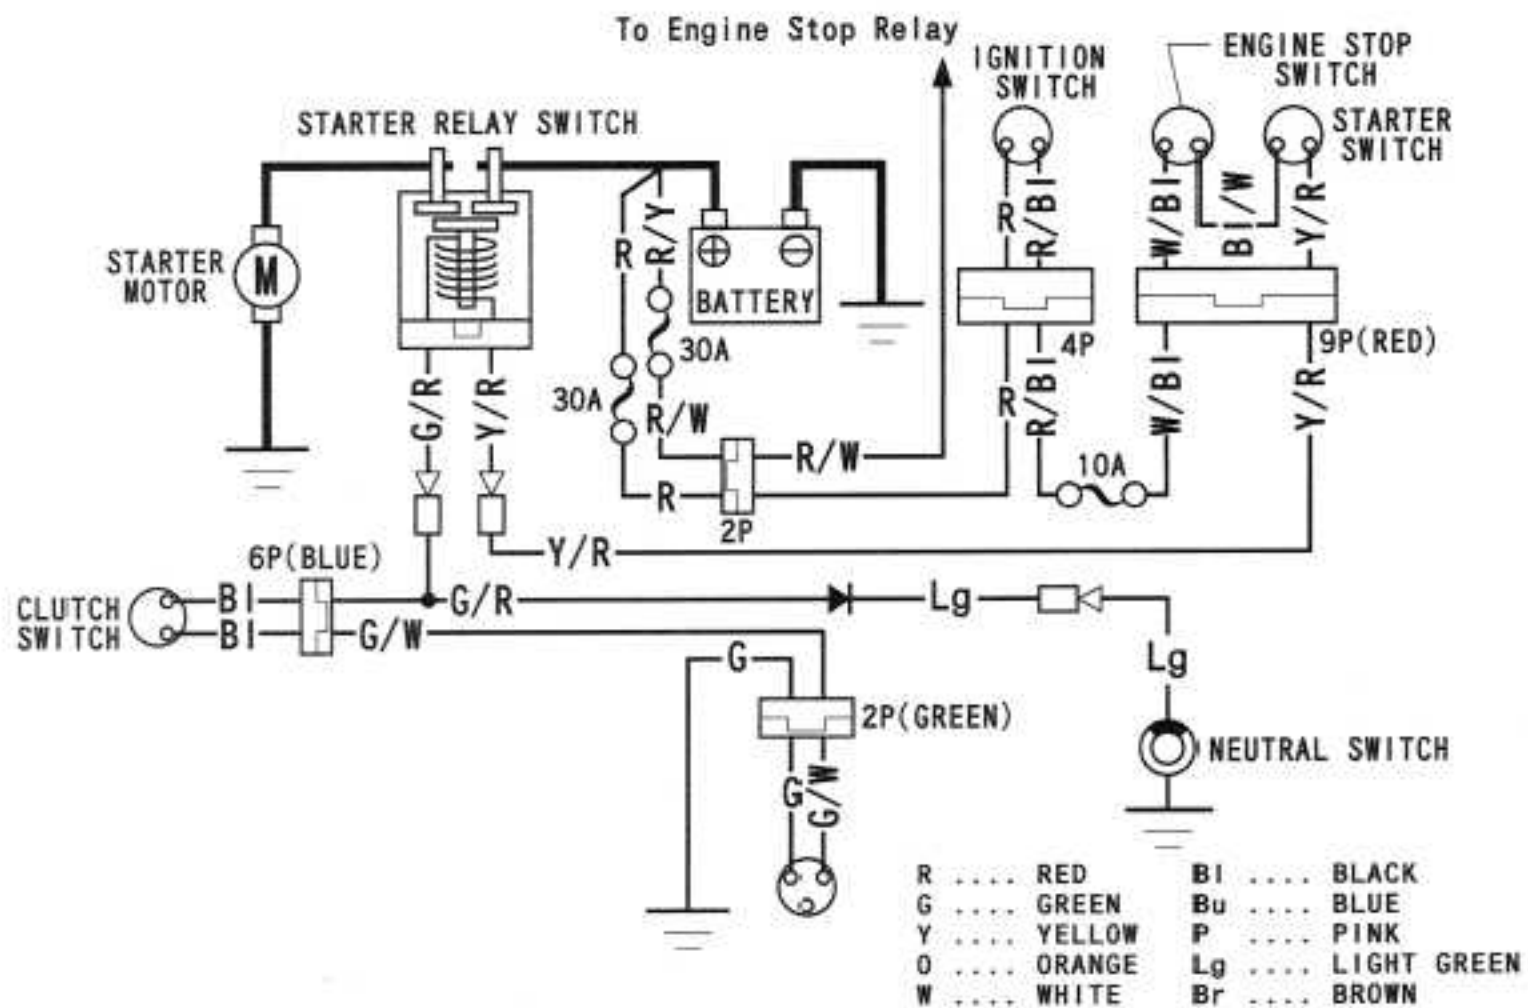 To Engine Stop Relay
IGNITION
SWITCH
ENGINE STOP
SWITCH
STARTER RELAY SWITCH
STARTER
SWITCH
R
R/Y
R
R/Bl
W/Bl
Bl/W
Y/R
STARTER
MOTOR
M
BATTERY
30A
4P
9P(RED)
30A
G/R
Y/R
R/W
R
R/Bl
W/Bl
Y/R
R/W
10A
R
2P
Y/R
6P(BLUE)
CLUTCH
SWITCH
Bl
G/R
Lg
Bl
G/W
G
Lg
2P(GREEN)
NEUTRAL SWITCH
G
G/W
R .... RED
Bl .... BLACK
G .... GREEN
Bu .... BLUE
Y .... YELLOW
P .... PINK
O .... ORANGE
Lg .... LIGHT GREEN
W .... WHITE
Br .... BROWN